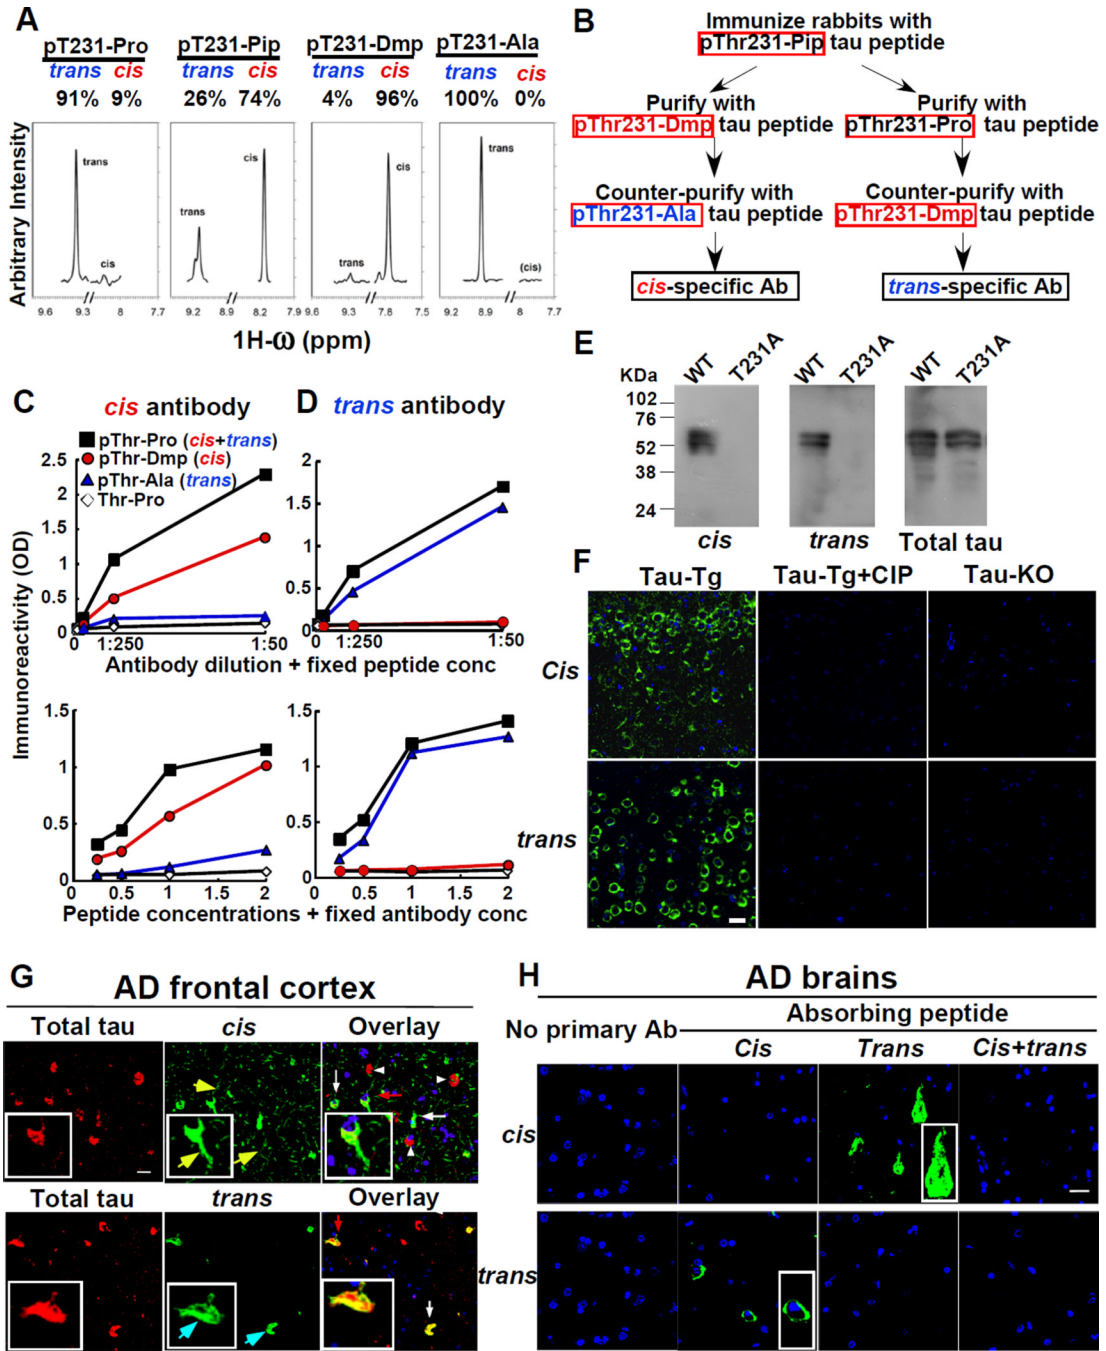 A
pT231-Pro pT231-Pip pT231-Dmp pT231-Ala
trans cis trans cis trans cis trans cis
91% 9% 26% 74% 4% 96% 100% 0%
Arbitrary Intensity
trans
cis
trans
cis
trans
cis
trans
(cis)
9.6 9.3 8 7.7 9.2 9.1 8.2 7.9 9.6 9.3 7.8 7.5 9.2 8.9 8 7.7
1H-ω (ppm)
B
Immunize rabbits with
pThr231-Pip tau peptide
Purify with
pThr231-Dmp tau peptide
Purify with
pThr231-Pro tau peptide
Counter-purify with
pThr231-Ala tau peptide
Counter-purify with
pThr231-Dmp tau peptide
cis-specific Ab
trans-specific Ab
C
cis antibody
D
trans antibody
pThr-Pro (cis+trans)
pThr-Dmp (cis)
pThr-Ala (trans)
Thr-Pro
Immunoreactivity (OD)
2.5
2
1.5
1
0.5
0
0 1:250 1:50
2
1.5
1
0.5
0
0 1:250 1:50
Antibody dilution + fixed peptide conc
1.5
1
0.5
0
0.5 1 1.5 2
1.5
1
0.5
0
0.5 1 1.5 2
Peptide concentrations + fixed antibody conc
E
WT T231A WT T231A WT T231A
KDa
102
76
52
38
24
cis trans Total tau
F
Tau-Tg Tau-Tg+CIP Tau-KO
Cis
trans
G
AD frontal cortex
Total tau cis Overlay
Total tau trans Overlay
H
AD brains
No primary Ab
Absorbing peptide
Cis Trans Cis+trans
cis
trans